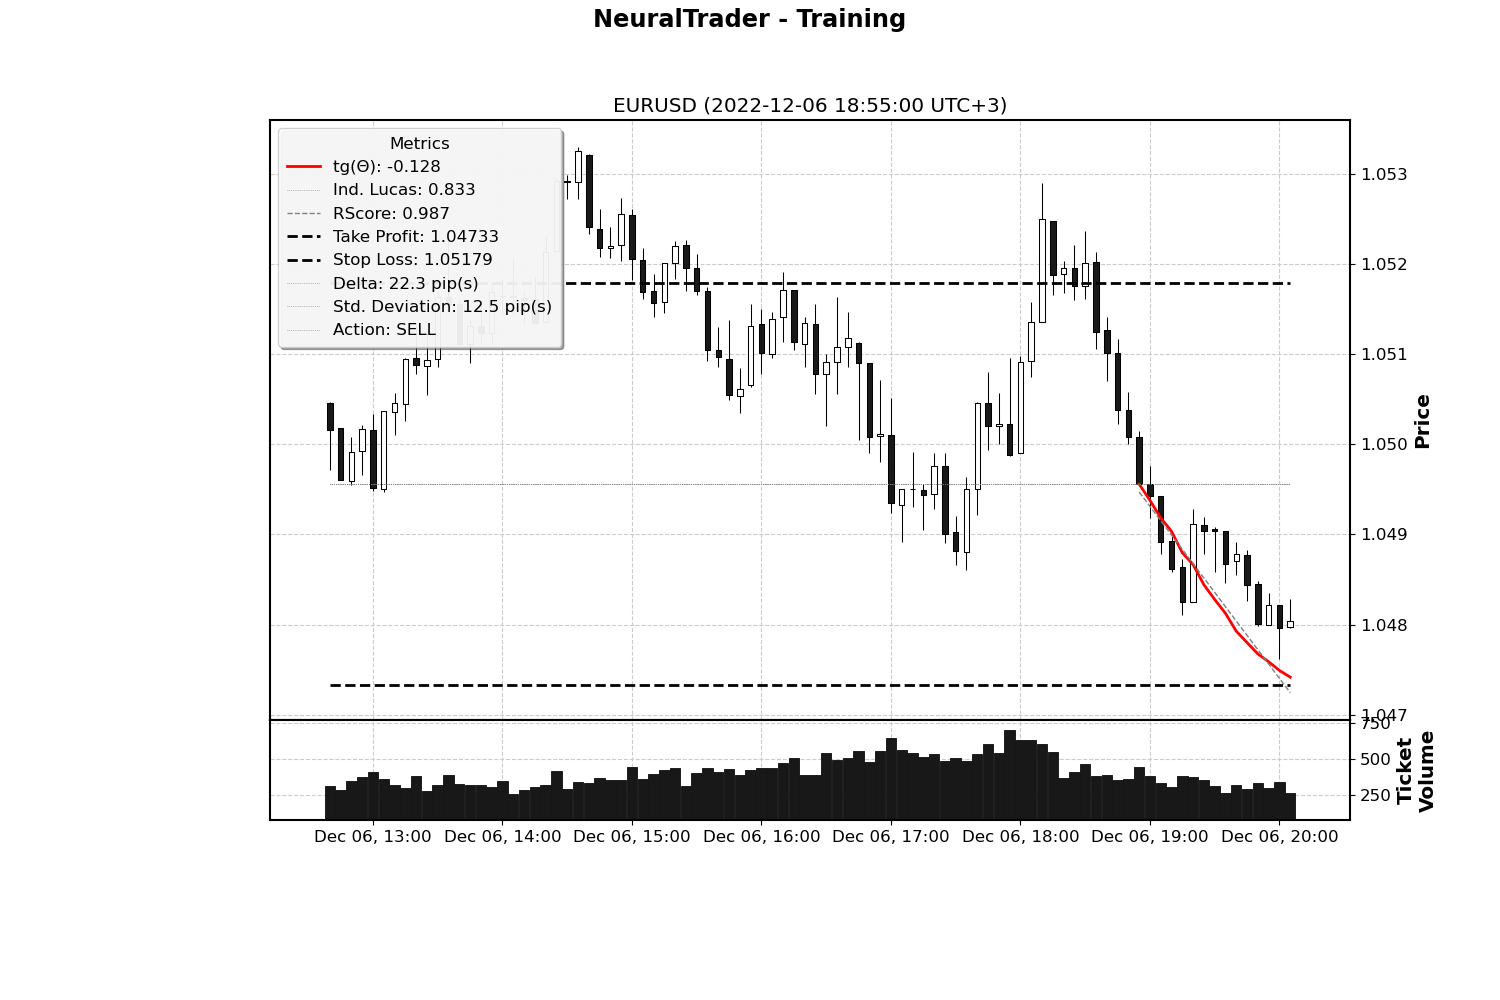 NeuralTrader - Training
EURUSD (2022-12-06 18:55:00 UTC+3)
Metrics
tg(Θ): -0.128
Ind. Lucas: 0.833
RScore: 0.987
Take Profit: 1.04733
Stop Loss: 1.05179
Delta: 22.3 pip(s)
Std. Deviation: 12.5 pip(s)
Action: SELL
1.053
1.052
1.051
1.050
1.049
1.048
1.047
Price
750
500
250
Ticket
Volume
Dec 06, 13:00
Dec 06, 14:00
Dec 06, 15:00
Dec 06, 16:00
Dec 06, 17:00
Dec 06, 18:00
Dec 06, 19:00
Dec 06, 20:00